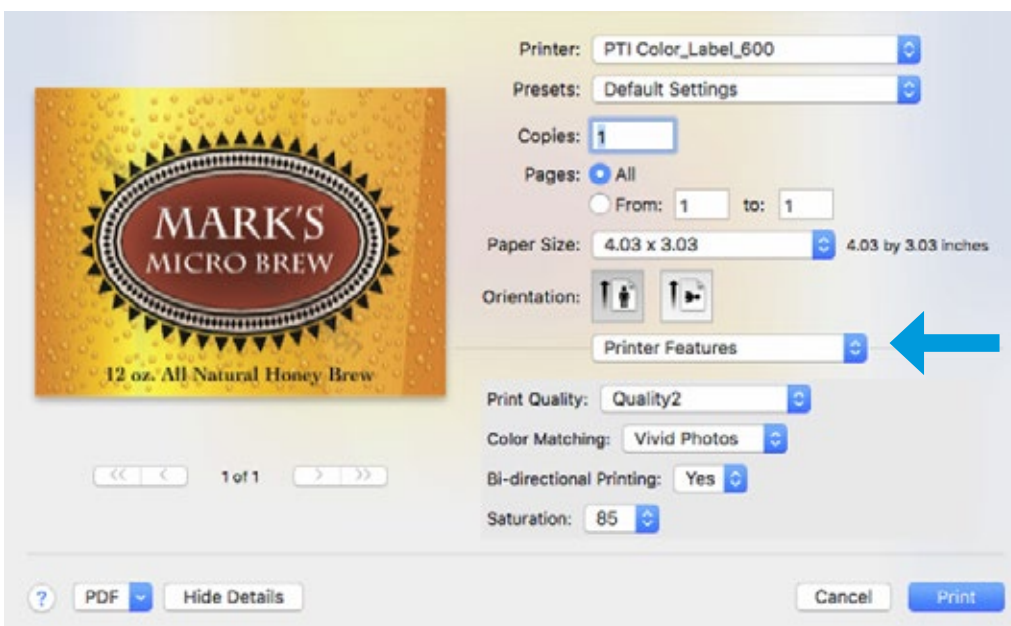 Printer: PTI Color_Label_600
Presets: Default Settings
Copies: 1
Pages: All
From: 1 to: 1
Paper Size: 4.03 x 3.03 4.03 by 3.03 inches
Orientation:
Printer Features
Print Quality: Quality2
Color Matching: Vivid Photos
Bi-directional Printing: Yes
Saturation: 85
MARK'S
MICRO BREW
12 oz. All Natural Honey Brew
<< < 1 of 1 > >>
? PDF Hide Details Cancel Print